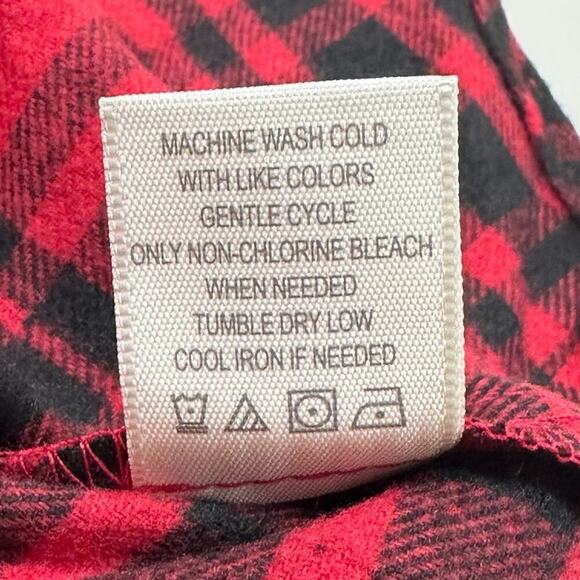 MACHINE WASH COLD
WITH LIKE COLORS
GENTLE CYCLE
ONLY NON-CHLORINE BLEACH
WHEN NEEDED
TUMBLE DRY LOW
COOL IRON IF NEEDED